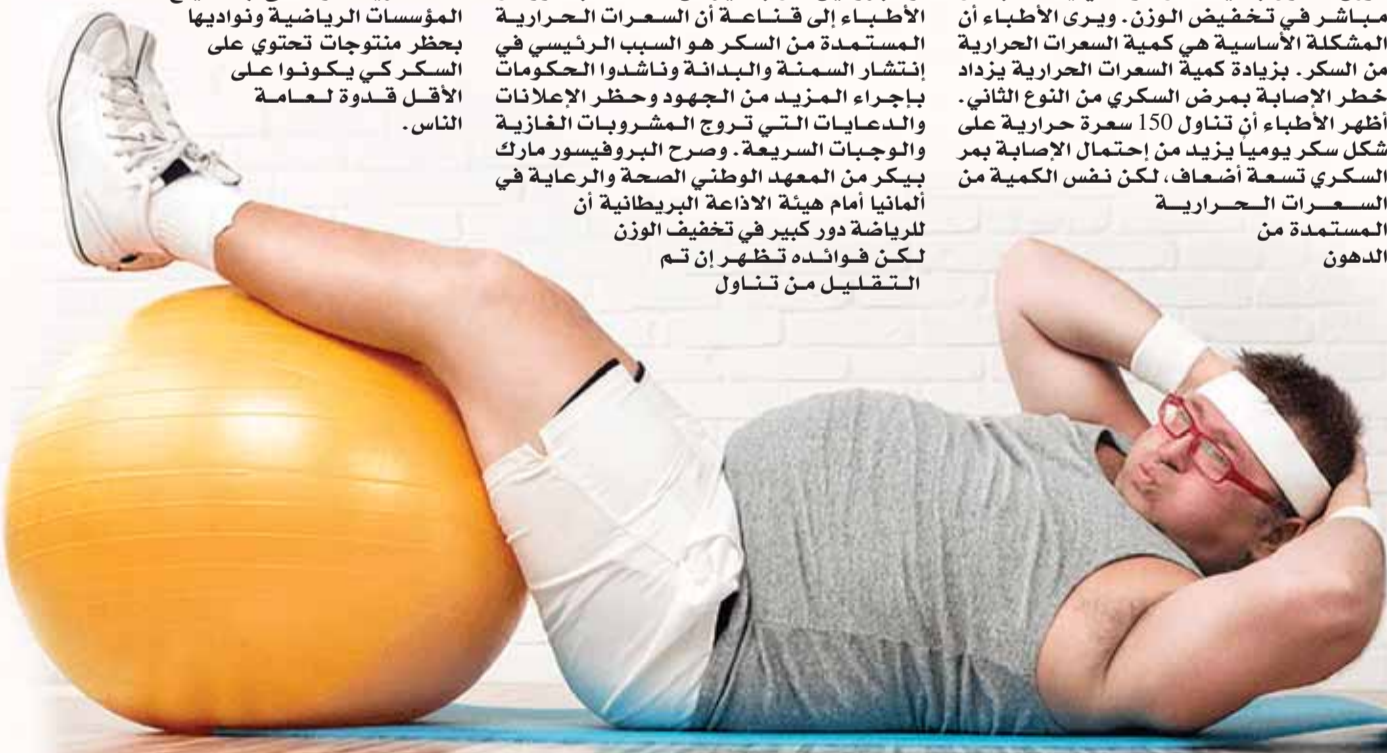 مباشر في تخفيض الوزن. ويرى الأطباء أن
المشكلة الأساسية هي كمية السعرات الحرارية
من السكر. بزيادة كمية السعرات الحرارية يزداد
خطر الإصابة بمرض السكري من النوع الثاني.
أظهر الأطباء أن تناول 150 سعرة حرارية على
شكل سكر يومياً يزيد من إحتمال الإصابة بمر
السكري تسعة أضعاف، لكن نفس الكمية من
السعرات الحرارية
المستمدة من
الدهون
الأطباء إلى قناعة أن السعرات الحرارية
المستمدة من السكر هو السبب الرئيسي في
إنتشار السمنة والبدانة وناشدوا الحكومات
بإجراء المزيد من الجهود وحظر الإعلانات
والدعايات التي تروج المشروبات الغازية
والوجبات السريعة. وصرح البروفيسور مارك
بيكر من المعهد الوطني الصحة والرعاية في
ألمانيا أمام هيئة الاذاعة البريطانية أن
للرياضة دور كبير في تخفيف الوزن
لكن فوائده تظهر إن تم
التقليل من تناول
المؤسسات الرياضية ونواديها
بحظر منتوجات تحتوي على
السكر كي يكونوا على
الأقل قدوة لعامة
الناس.